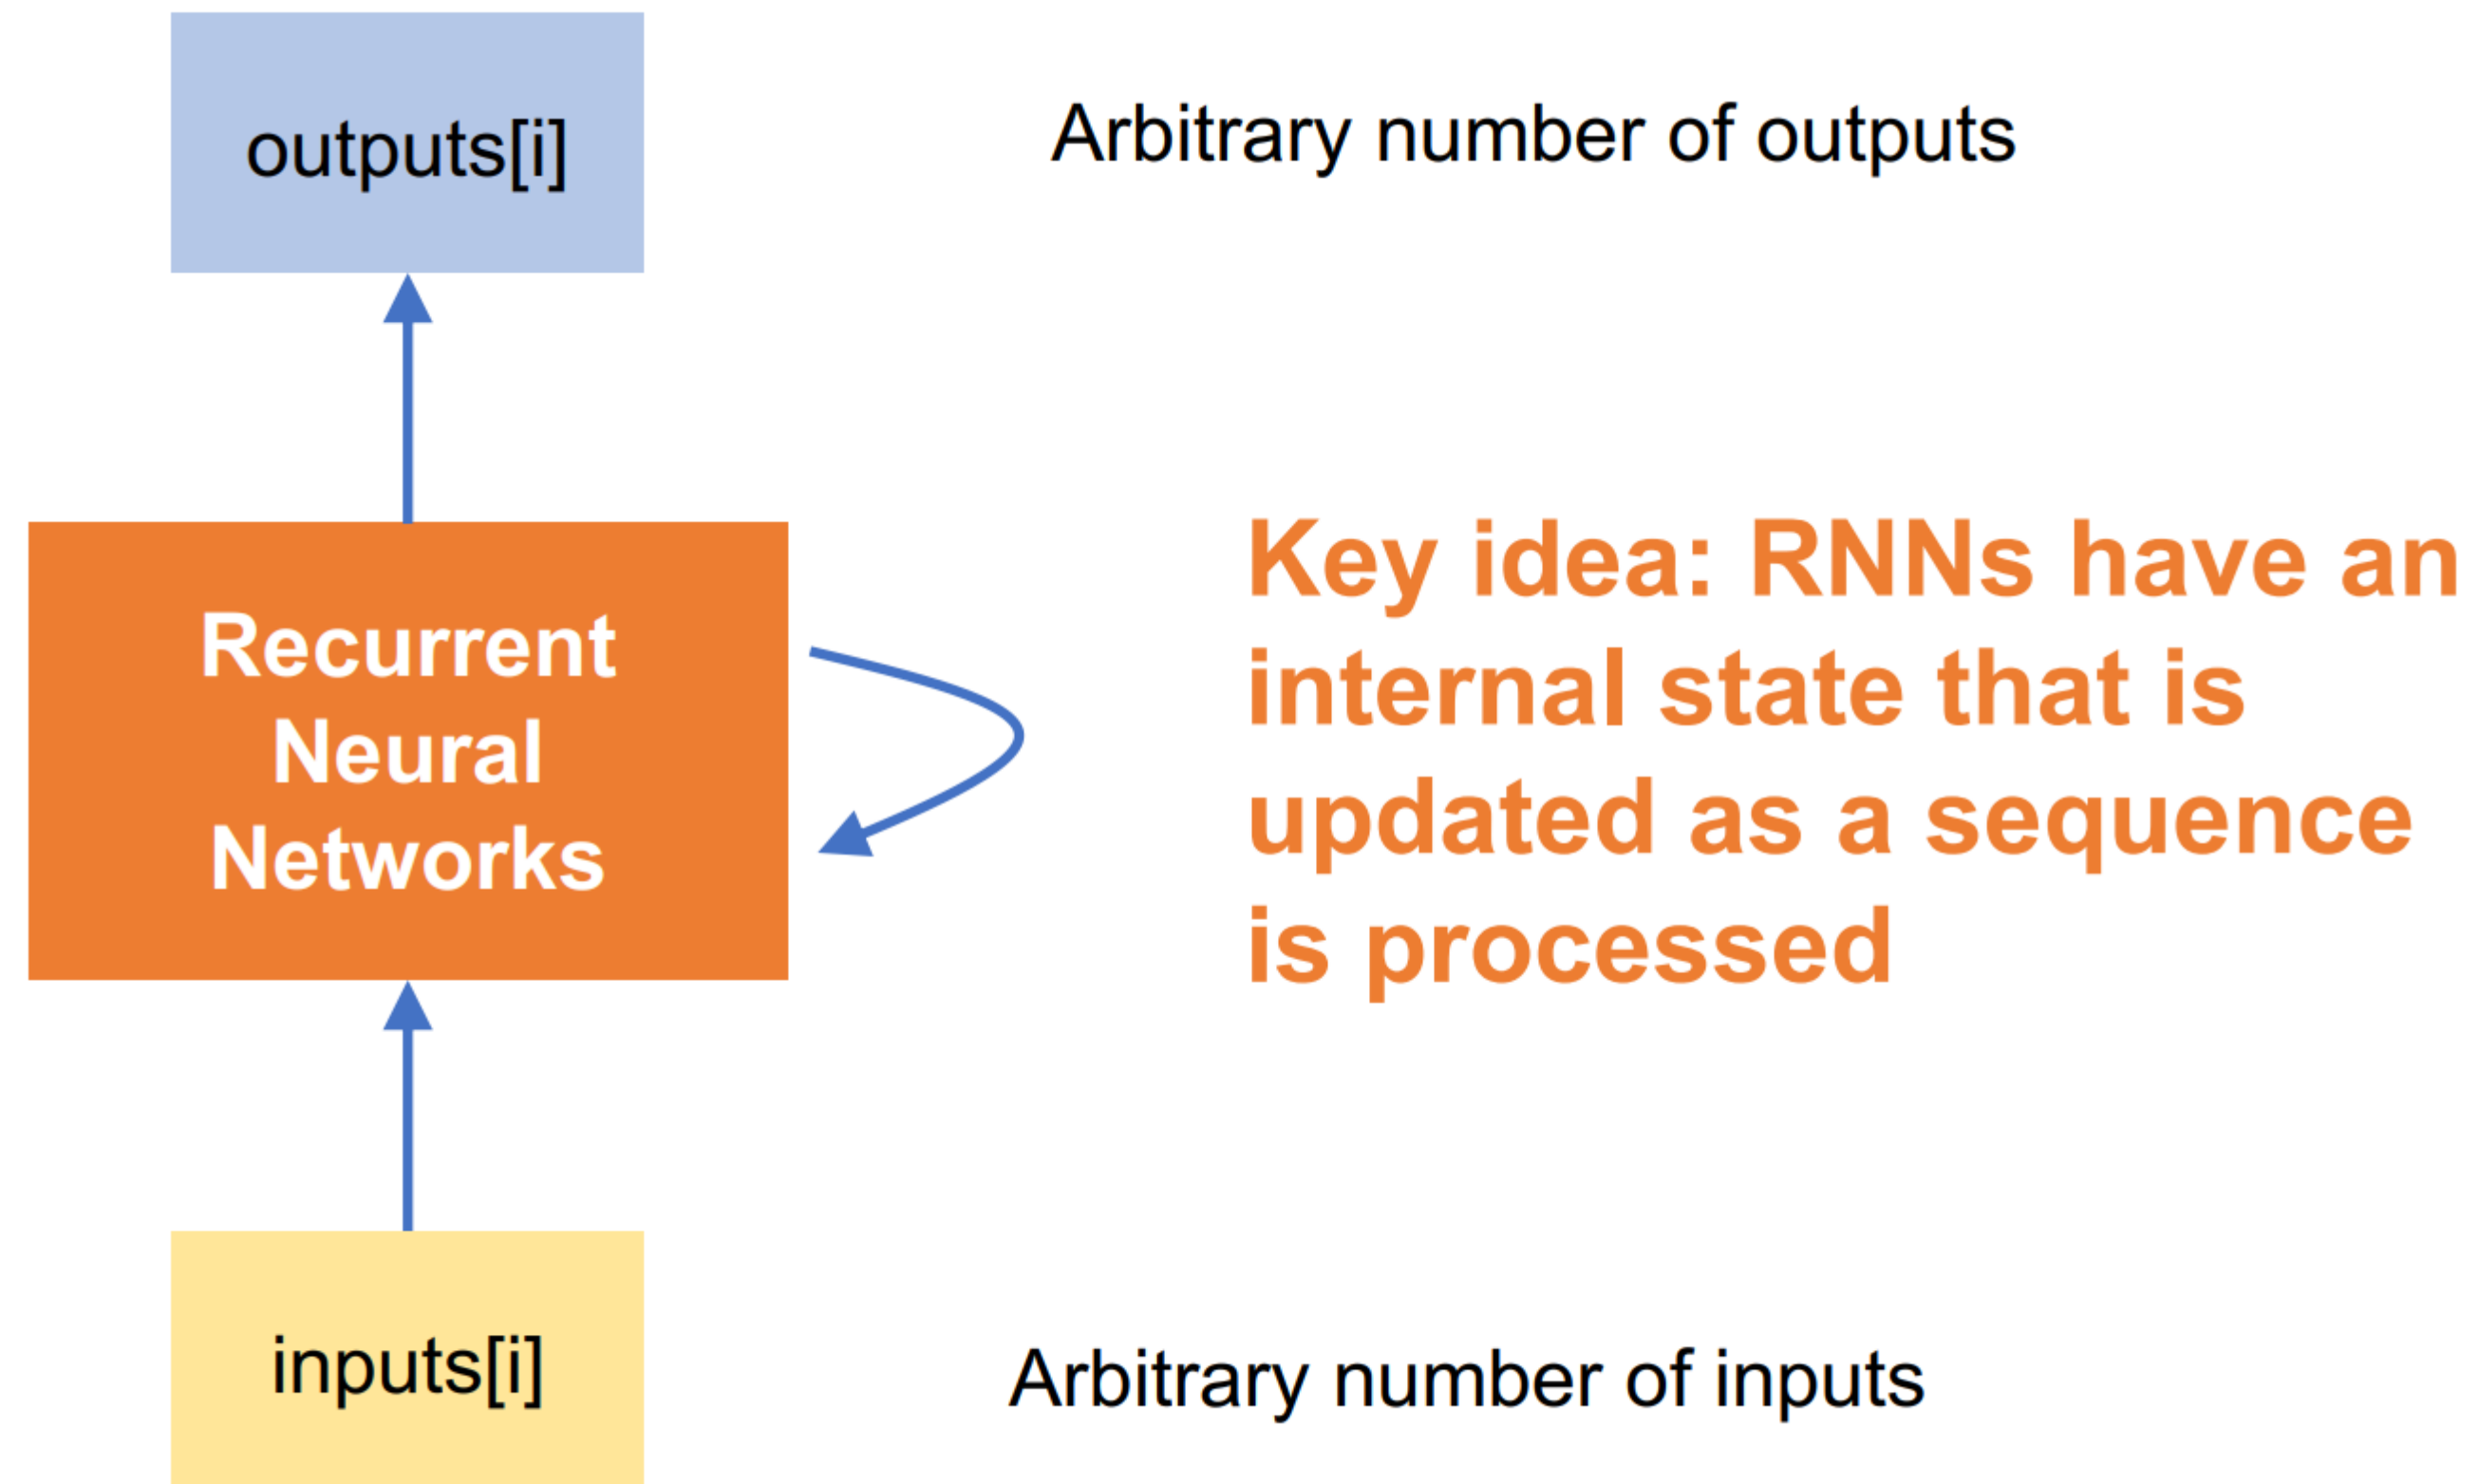 outputs[i]
Arbitrary number of outputs
Recurrent
Neural
Networks
Key idea: RNNs have an
internal state that is
updated as a sequence
is processed
inputs[i]
Arbitrary number of inputs